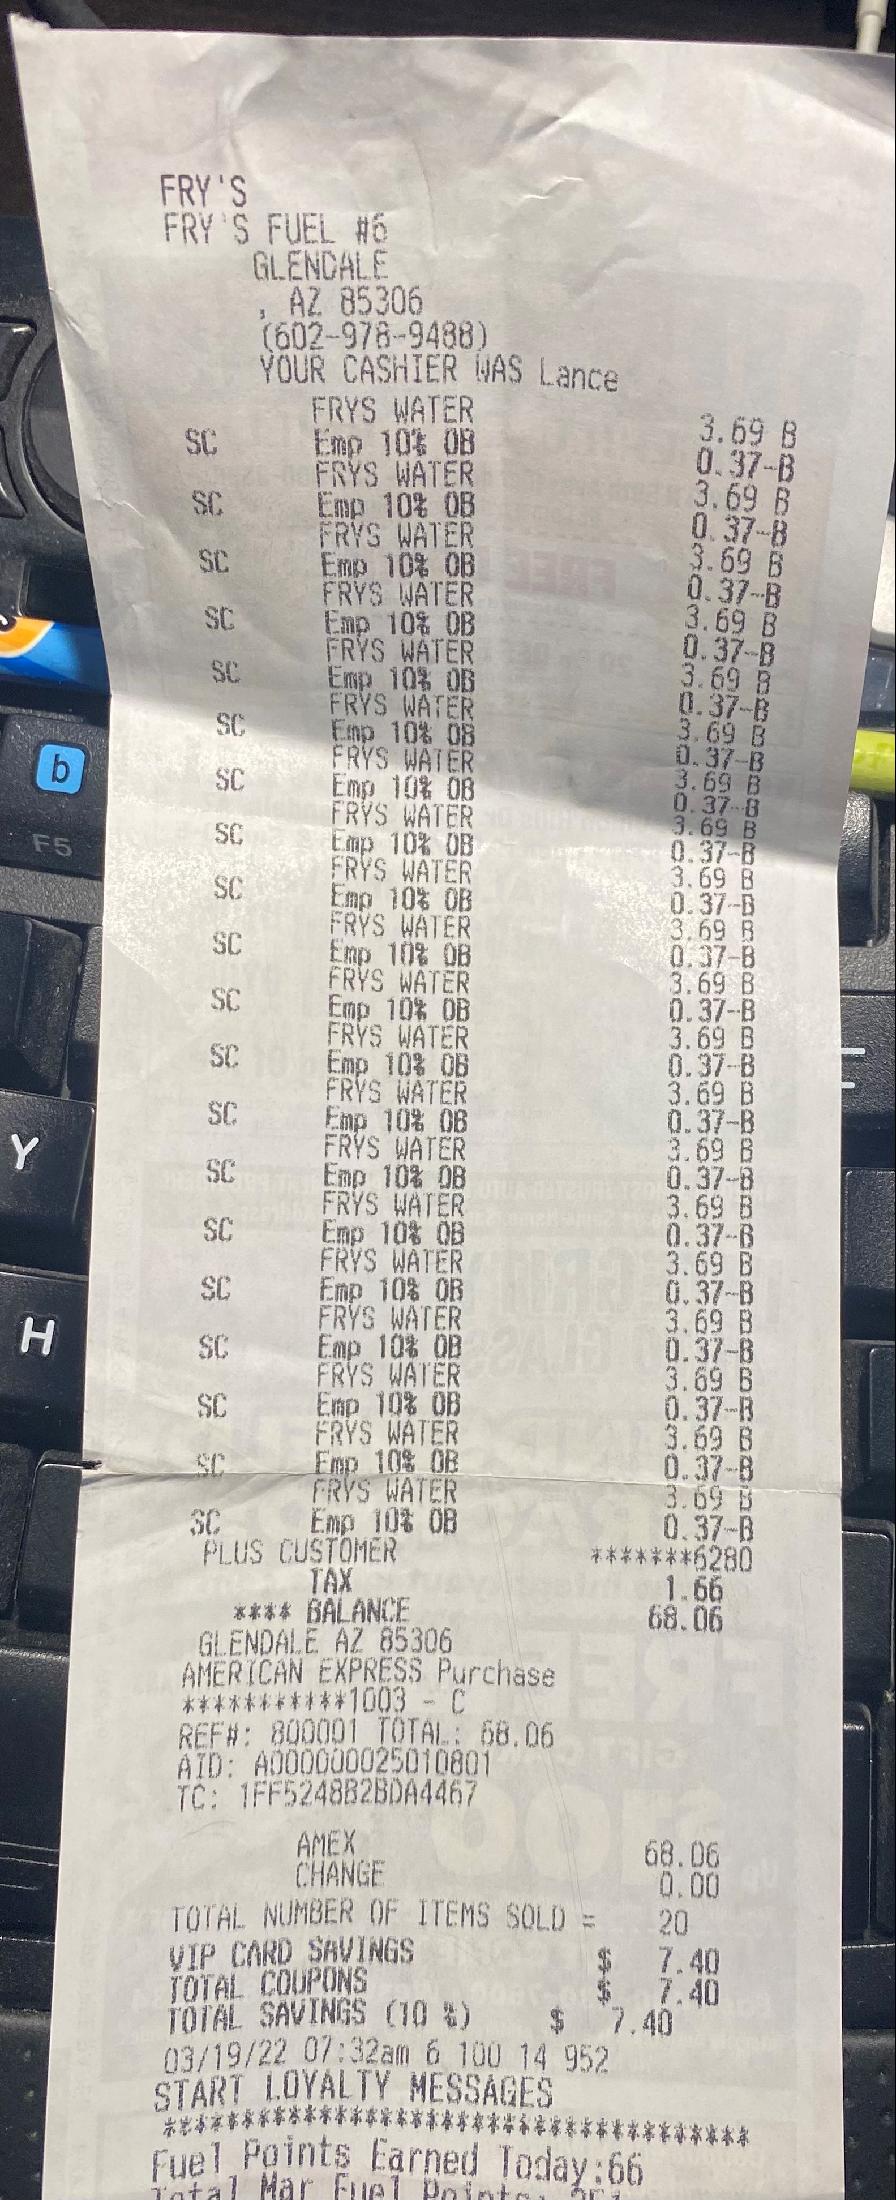 FRY'S
FRY'S FUEL #6
GLENDALE
, AZ 85306
(602-978-9488)
YOUR CASHIER WAS Lance
FRYS WATER 3.69 B
SC Emp 10% OB 0.37-B
FRYS WATER 3.69 B
SC Emp 10% OB 0.37-B
FRYS WATER 3.69 B
SC Emp 10% OB 0.37-B
FRYS WATER 3.69 B
SC Emp 10% OB 0.37-B
FRYS WATER 3.69 B
SC Emp 10% OB 0.37-B
FRYS WATER 3.69 B
SC Emp 10% OB 0.37-B
FRYS WATER 3.69 B
SC Emp 10% OB 0.37-B
FRYS WATER 3.69 B
SC Emp 10% OB 0.37-B
FRYS WATER 3.69 B
SC Emp 10% OB 0.37-B
FRYS WATER 3.69 B
SC Emp 10% OB 0.37-B
FRYS WATER 3.69 B
SC Emp 10% OB 0.37-B
FRYS WATER 3.69 B
SC Emp 10% OB 0.37-B
FRYS WATER 3.69 B
SC Emp 10% OB 0.37-B
FRYS WATER 3.69 B
SC Emp 10% OB 0.37-B
FRYS WATER 3.69 B
SC Emp 10% OB 0.37-B
FRYS WATER 3.69 B
SC Emp 10% OB 0.37-B
FRYS WATER 3.69 B
SC Emp 10% OB 0.37-B
FRYS WATER 3.69 B
SC Emp 10% OB 0.37-B
FRYS WATER 3.69 B
SC Emp 10% OB 0.37-B
FRYS WATER 3.69 B
SC Emp 10% OB 0.37-B
PLUS CUSTOMER *******6280
TAX 1.66
**** BALANCE 68.06
GLENDALE AZ 85306
AMERICAN EXPRESS Purchase
***********1003 - C
REF#: 800001 TOTAL: 68.06
AID: A000000025010801
TC: 1FF5248B2BDA4467
AMEX 68.06
CHANGE 0.00
TOTAL NUMBER OF ITEMS SOLD = 20
VIP CARD SAVINGS $ 7.40
TOTAL COUPONS $ 7.40
TOTAL SAVINGS (10 %) $ 7.40
03/19/22 07:32am 6 100 14 952
START LOYALTY MESSAGES
***********************************
Fuel Points Earned Today:66
Total Mar Fuel Points:
b
F5
Y
H